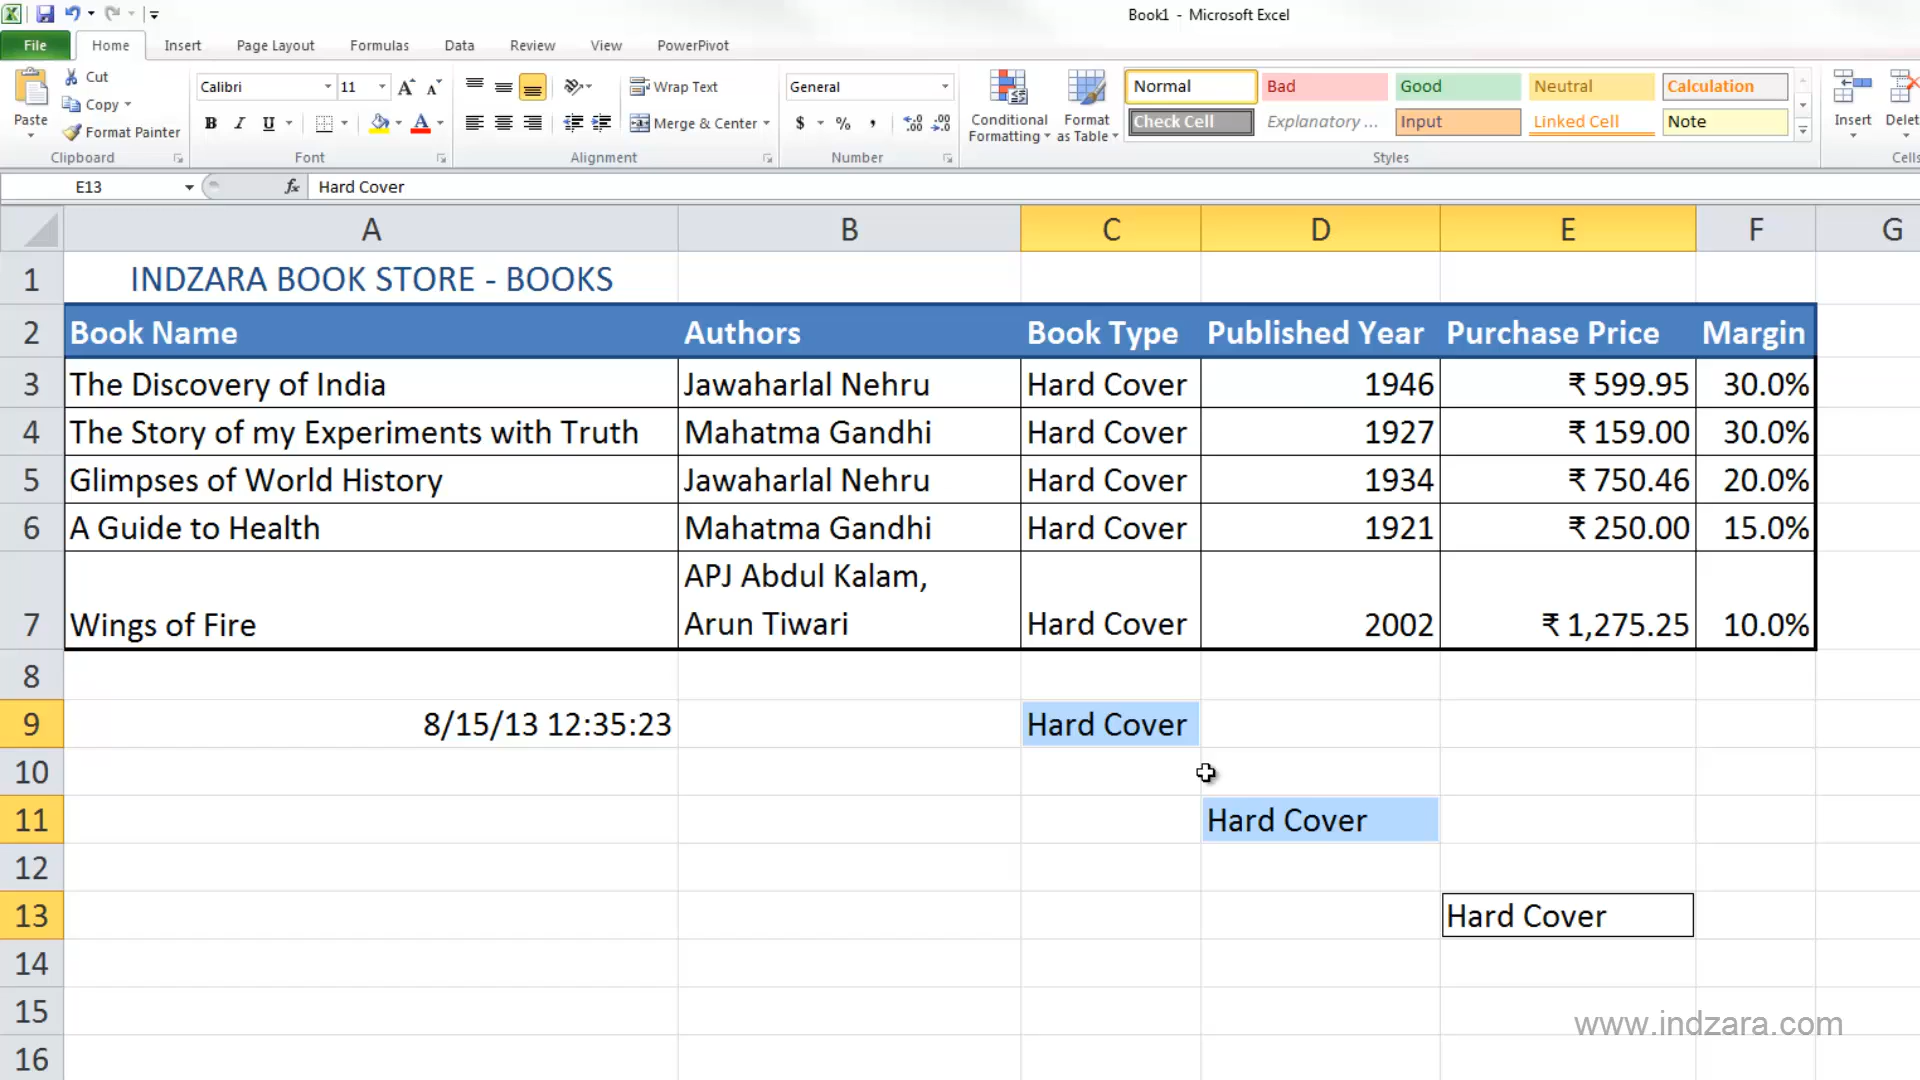 Book1 - Microsoft Excel
File Home Insert Page Layout Formulas Data Review View PowerPivot
Paste
Cut
Copy
Format Painter
Clipboard
Calibri 11
B I U A
Font
Wrap Text
Merge & Center
Alignment
General
$ % ,
Number
Conditional Formatting
Format as Table
Normal Bad Good Neutral Calculation
Check Cell Explanatory ... Input Linked Cell Note
Styles
Insert Delet
Cells
E13 fx Hard Cover
A B C D E F G
1 INDZARA BOOK STORE - BOOKS
2 Book Name Authors Book Type Published Year Purchase Price Margin
3 The Discovery of India Jawaharlal Nehru Hard Cover 1946 ₹ 599.95 30.0%
4 The Story of my Experiments with Truth Mahatma Gandhi Hard Cover 1927 ₹ 159.00 30.0%
5 Glimpses of World History Jawaharlal Nehru Hard Cover 1934 ₹ 750.46 20.0%
6 A Guide to Health Mahatma Gandhi Hard Cover 1921 ₹ 250.00 15.0%
APJ Abdul Kalam,
7 Wings of Fire Arun Tiwari Hard Cover 2002 ₹ 1,275.25 10.0%
8
9 8/15/13 12:35:23 Hard Cover
10
11 Hard Cover
12
13 Hard Cover
14
15
www.indzara.com
16